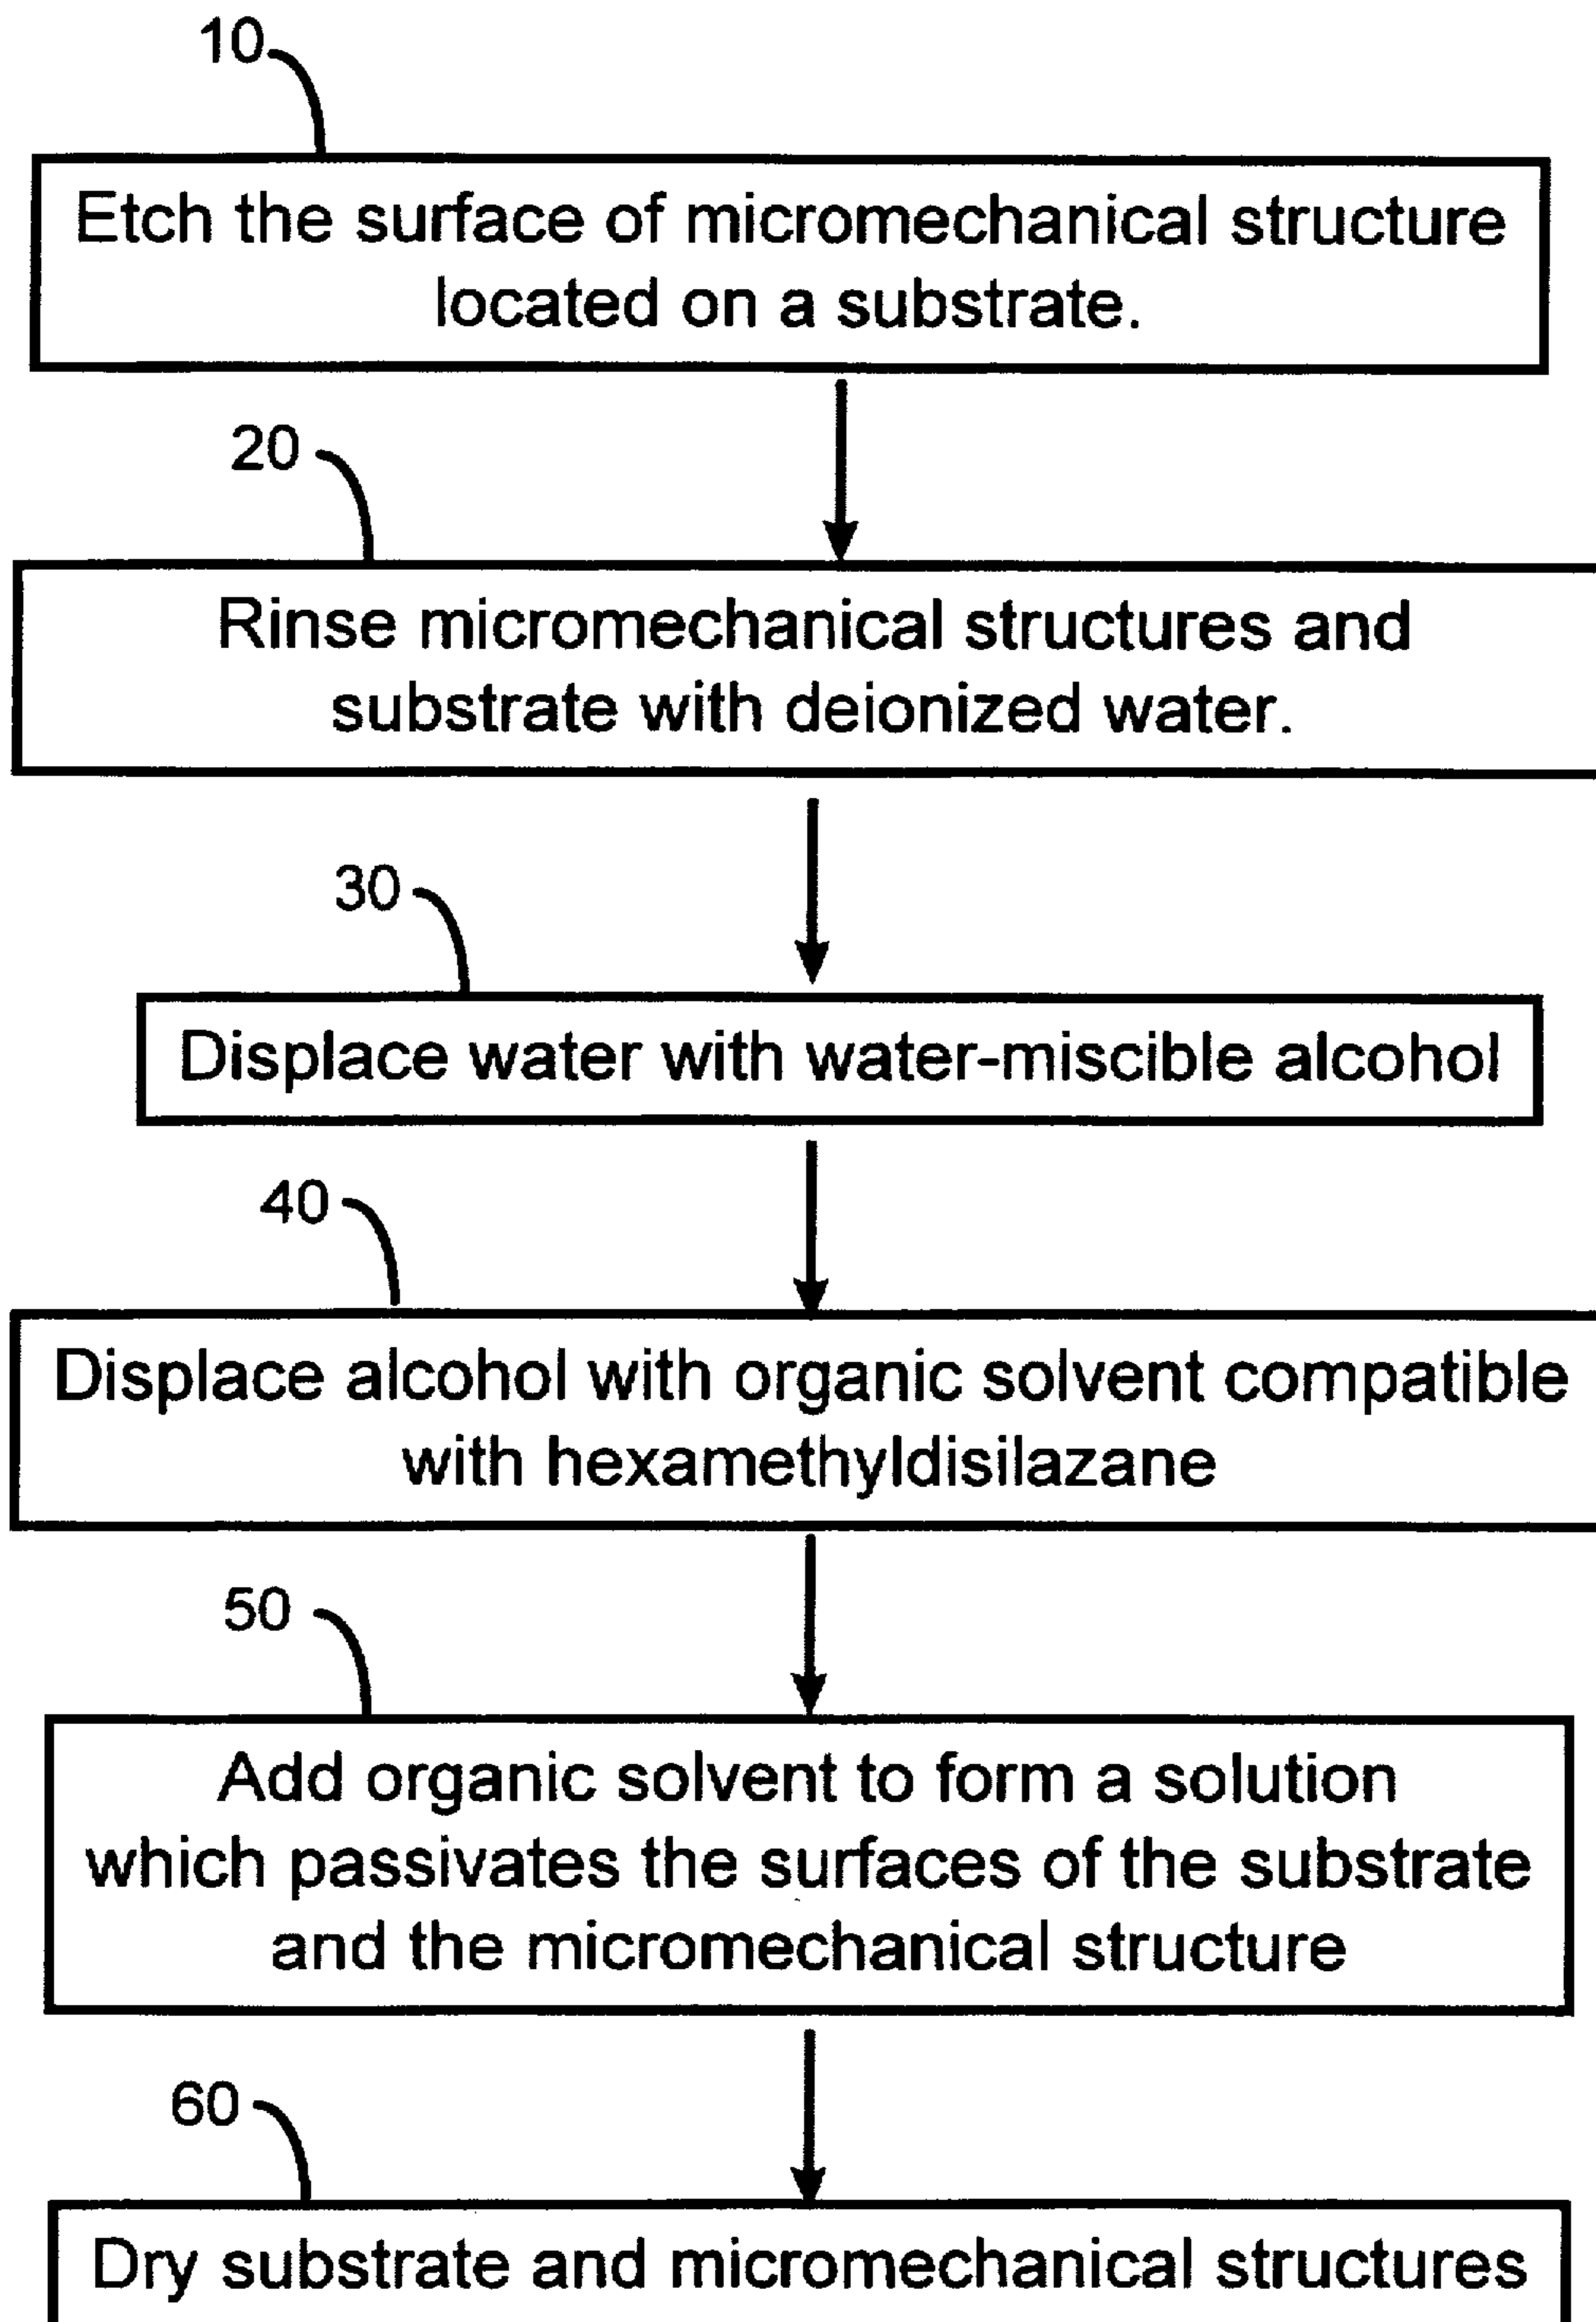 10
Etch the surface of micromechanical structure
located on a substrate.
20
Rinse micromechanical structures and
substrate with deionized water.
30
Displace water with water-miscible alcohol
40
Displace alcohol with organic solvent compatible
with hexamethyldisilazane
50
Add organic solvent to form a solution
which passivates the surfaces of the substrate
and the micromechanical structure
60
Dry substrate and micromechanical structures